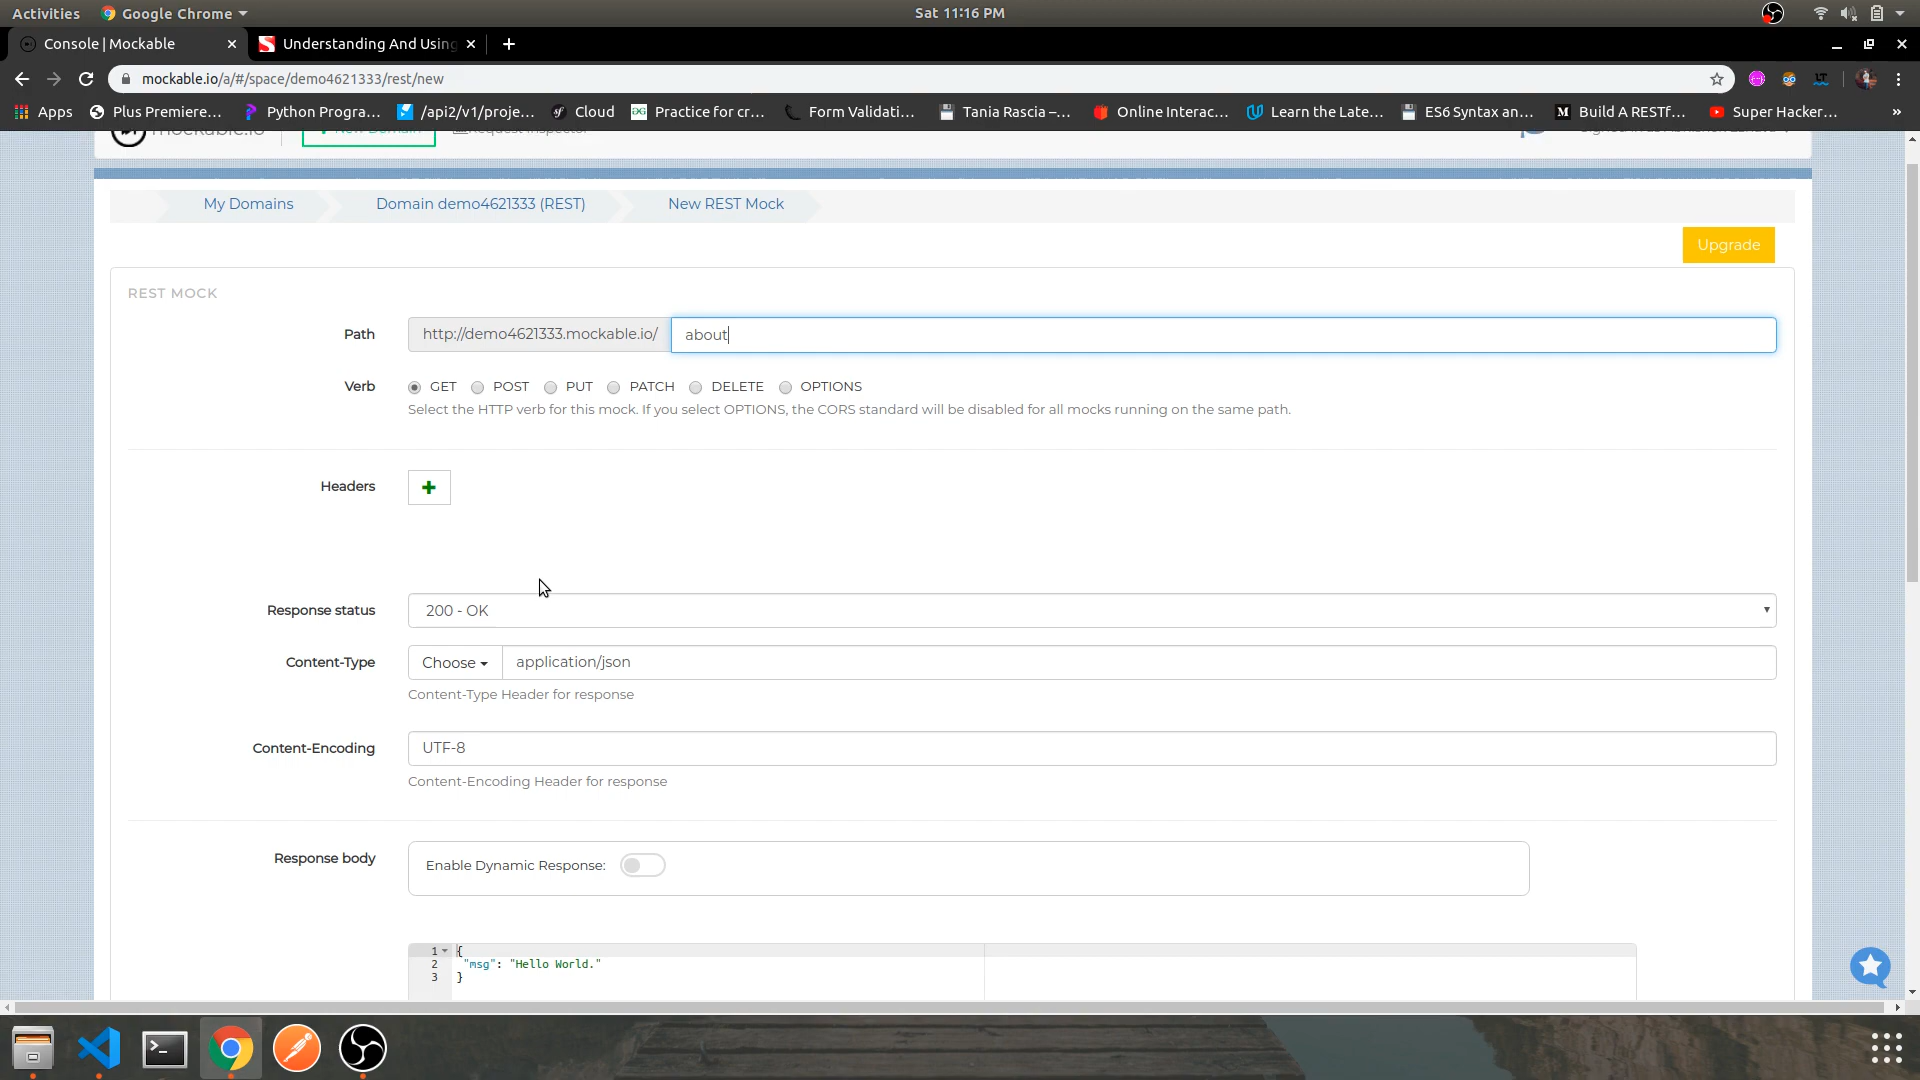 Activities Google Chrome Sat 11:16 PM
Console | Mockable Understanding And Using
mockable.io/a/#/space/demo4621333/rest/new
Apps Plus Premiere... Python Progra... /api2/v1/proje... Cloud Practice for cr... Form Validati... Tania Rascia –... Online Interac... Learn the Late... ES6 Syntax an... Build A RESTf... Super Hacker... »
mockable.io New Domain Request Inspector
My Domains Domain demo4621333 (REST) New REST Mock
Upgrade
REST MOCK
Path http://demo4621333.mockable.io/ about
Verb GET POST PUT PATCH DELETE OPTIONS
Select the HTTP verb for this mock. If you select OPTIONS, the CORS standard will be disabled for all mocks running on the same path.
Headers
Response status 200 - OK
Content-Type Choose application/json
Content-Type Header for response
Content-Encoding UTF-8
Content-Encoding Header for response
Response body Enable Dynamic Response:
1 {
2 "msg": "Hello World."
3 }